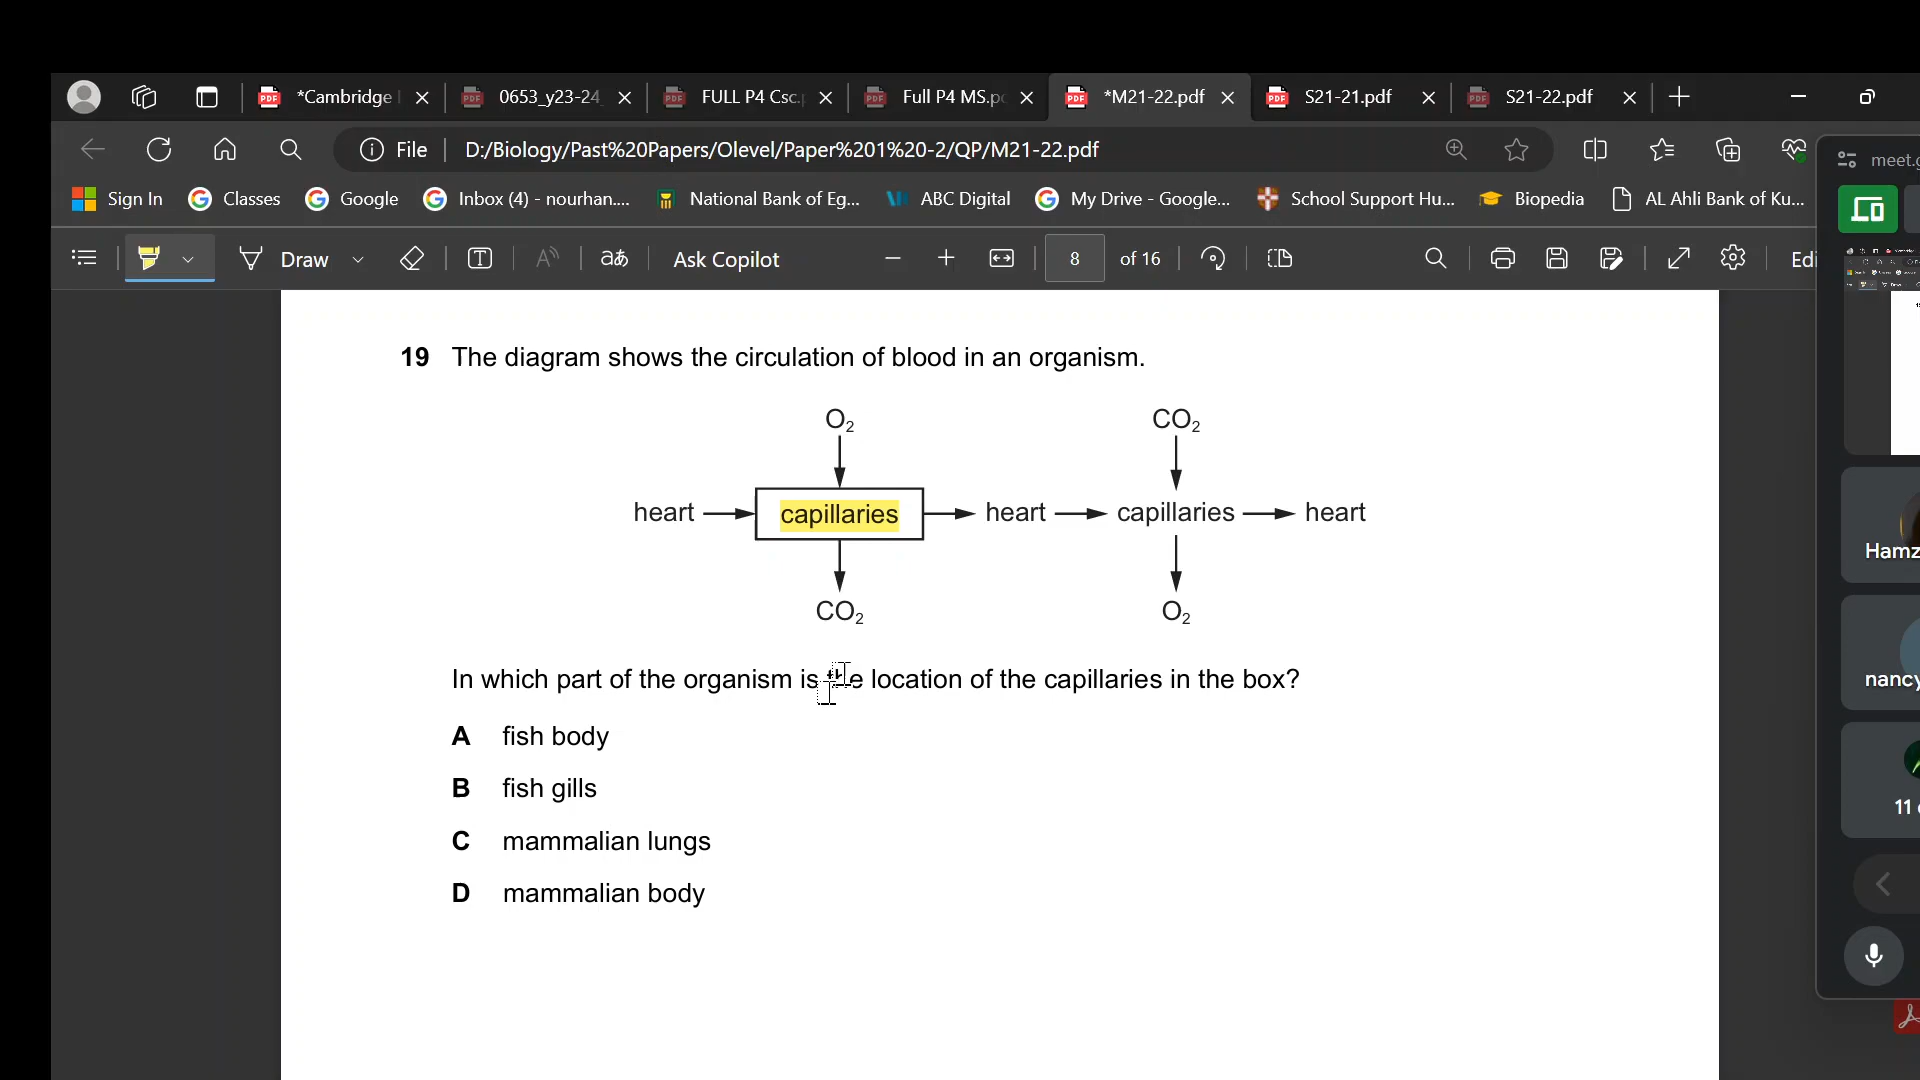 *Cambridge
0653_y23-24
FULL P4 Csc.
Full P4 MS.p
*M21-22.pdf
S21-21.pdf
S21-22.pdf
File
D:/Biology/Past%20Papers/Olevel/Paper%201%20-2/QP/M21-22.pdf
meet.g
Sign In
Classes
Google
Inbox (4) - nourhan....
National Bank of Eg...
ABC Digital
My Drive - Google...
School Support Hu...
Biopedia
AL Ahli Bank of Ku...
Draw
aあ
Ask Copilot
8
of 16
Edi
19 The diagram shows the circulation of blood in an organism.
O2 CO2
heart capillaries heart capillaries heart
CO2 O2
In which part of the organism is the location of the capillaries in the box?
A fish body
B fish gills
C mammalian lungs
D mammalian body
Hamz
nancy
11